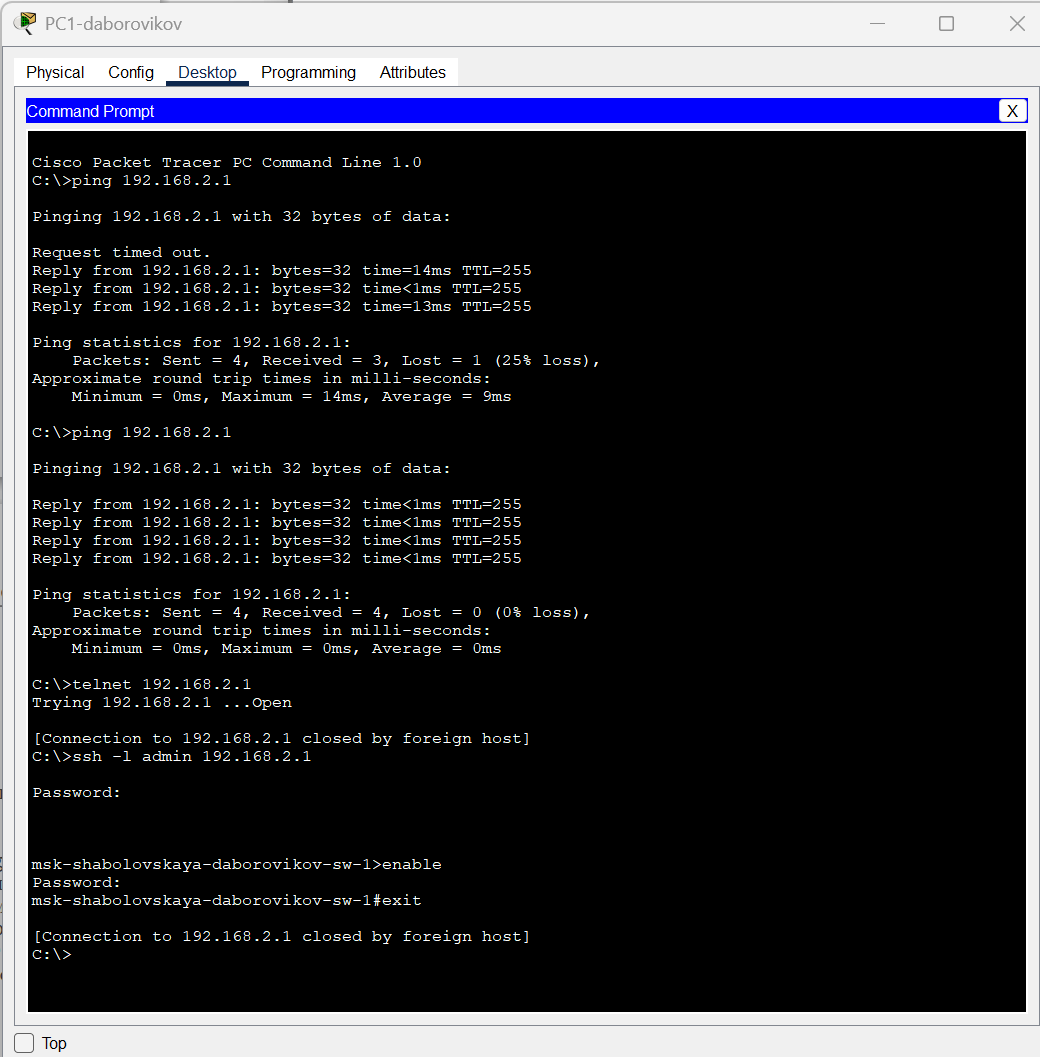 PC1-daborovikov
Physical Config Desktop Programming Attributes
Command Prompt X
Cisco Packet Tracer PC Command Line 1.0
C:\>ping 192.168.2.1
Pinging 192.168.2.1 with 32 bytes of data:
Request timed out.
Reply from 192.168.2.1: bytes=32 time=14ms TTL=255
Reply from 192.168.2.1: bytes=32 time<1ms TTL=255
Reply from 192.168.2.1: bytes=32 time=13ms TTL=255
Ping statistics for 192.168.2.1:
    Packets: Sent = 4, Received = 3, Lost = 1 (25% loss),
Approximate round trip times in milli-seconds:
    Minimum = 0ms, Maximum = 14ms, Average = 9ms
C:\>ping 192.168.2.1
Pinging 192.168.2.1 with 32 bytes of data:
Reply from 192.168.2.1: bytes=32 time<1ms TTL=255
Reply from 192.168.2.1: bytes=32 time<1ms TTL=255
Reply from 192.168.2.1: bytes=32 time<1ms TTL=255
Reply from 192.168.2.1: bytes=32 time<1ms TTL=255
Ping statistics for 192.168.2.1:
    Packets: Sent = 4, Received = 4, Lost = 0 (0% loss),
Approximate round trip times in milli-seconds:
    Minimum = 0ms, Maximum = 0ms, Average = 0ms
C:\>telnet 192.168.2.1
Trying 192.168.2.1 ...Open
[Connection to 192.168.2.1 closed by foreign host]
C:\>ssh -l admin 192.168.2.1
Password:
msk-shabolovskaya-daborovikov-sw-1>enable
Password:
msk-shabolovskaya-daborovikov-sw-1#exit
[Connection to 192.168.2.1 closed by foreign host]
C:\>
Top